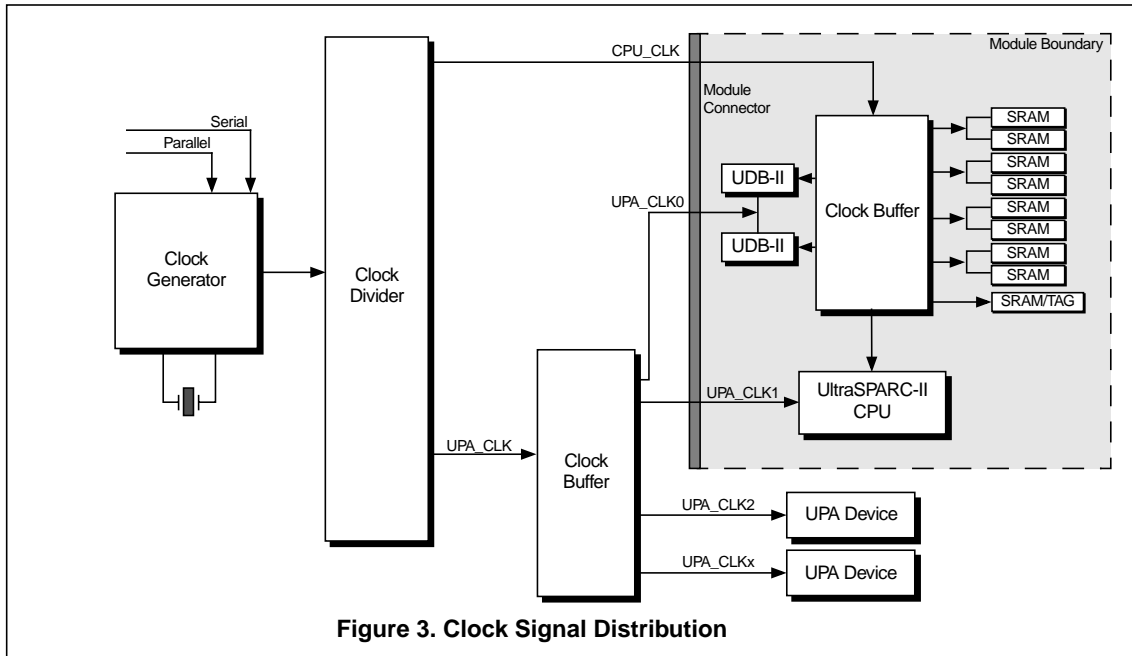 CPU_CLK
Module Boundary
Module
Connector
Serial
Parallel
SRAM
SRAM
SRAM
SRAM
SRAM
SRAM
SRAM
SRAM
SRAM/TAG
UDB-II
UDB-II
Clock Buffer
UPA_CLK0
Clock
Generator
Clock
Divider
UPA_CLK1
UltraSPARC-II
CPU
UPA_CLK
Clock
Buffer
UPA_CLK2
UPA Device
UPA_CLKx
UPA Device
Figure 3. Clock Signal Distribution